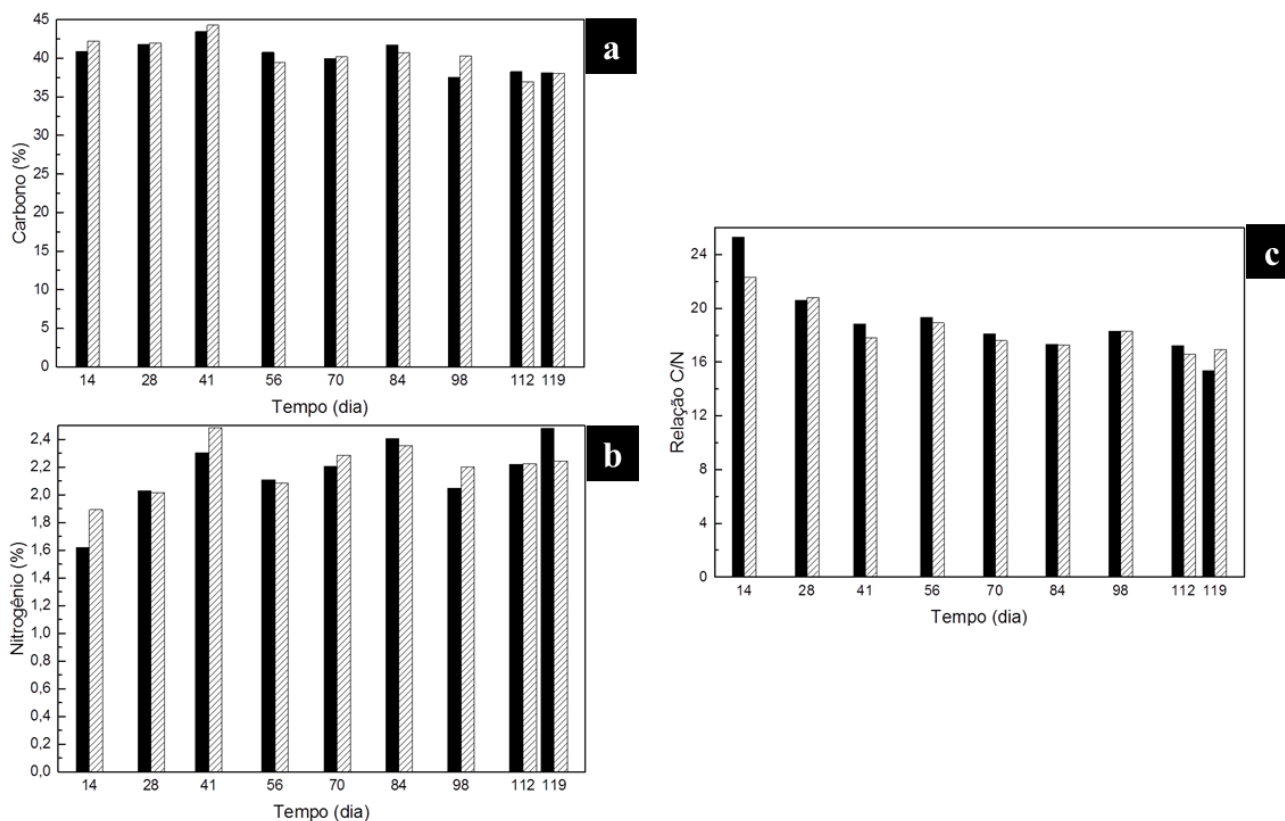 45
40
35
30
25
20
15
10
5
0
Carbono (%)
14 28 41 56 70 84 98 112 119
Tempo (dia)
a
2,4
2,2
2,0
1,8
1,6
1,4
1,2
1,0
0,8
0,6
0,4
0,2
0,0
Nitrogênio (%)
14 28 41 56 70 84 98 112 119
Tempo (dia)
b
24
20
16
12
8
4
0
Relação C/N
14 28 41 56 70 84 98 112 119
Tempo (dia)
c